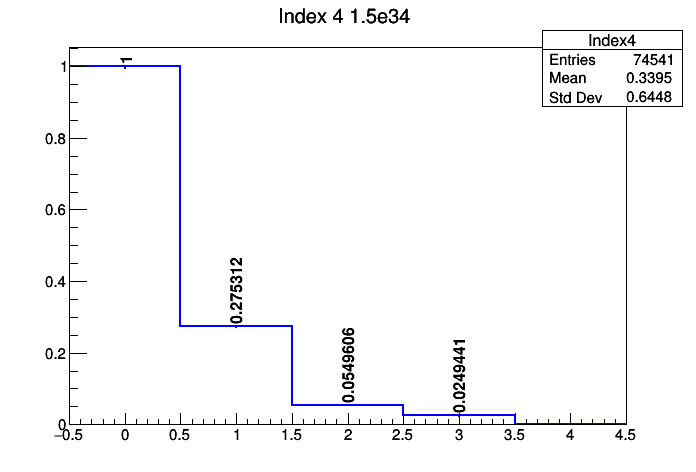 Index 4 1.5e34
Index4
Entries 74541
Mean 0.3395
Std Dev 0.6448
1
0.8
0.6
0.4
0.2
0
1
0.275312
0.0549606
0.0249441
−0.5 0 0.5 1 1.5 2 2.5 3 3.5 4 4.5